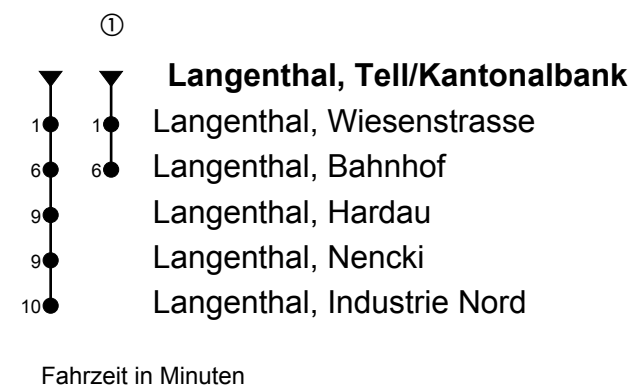 ①
Langenthal, Tell/Kantonalbank
1 1 Langenthal, Wiesenstrasse
6 6 Langenthal, Bahnhof
9 Langenthal, Hardau
9 Langenthal, Nencki
10 Langenthal, Industrie Nord
Fahrzeit in Minuten